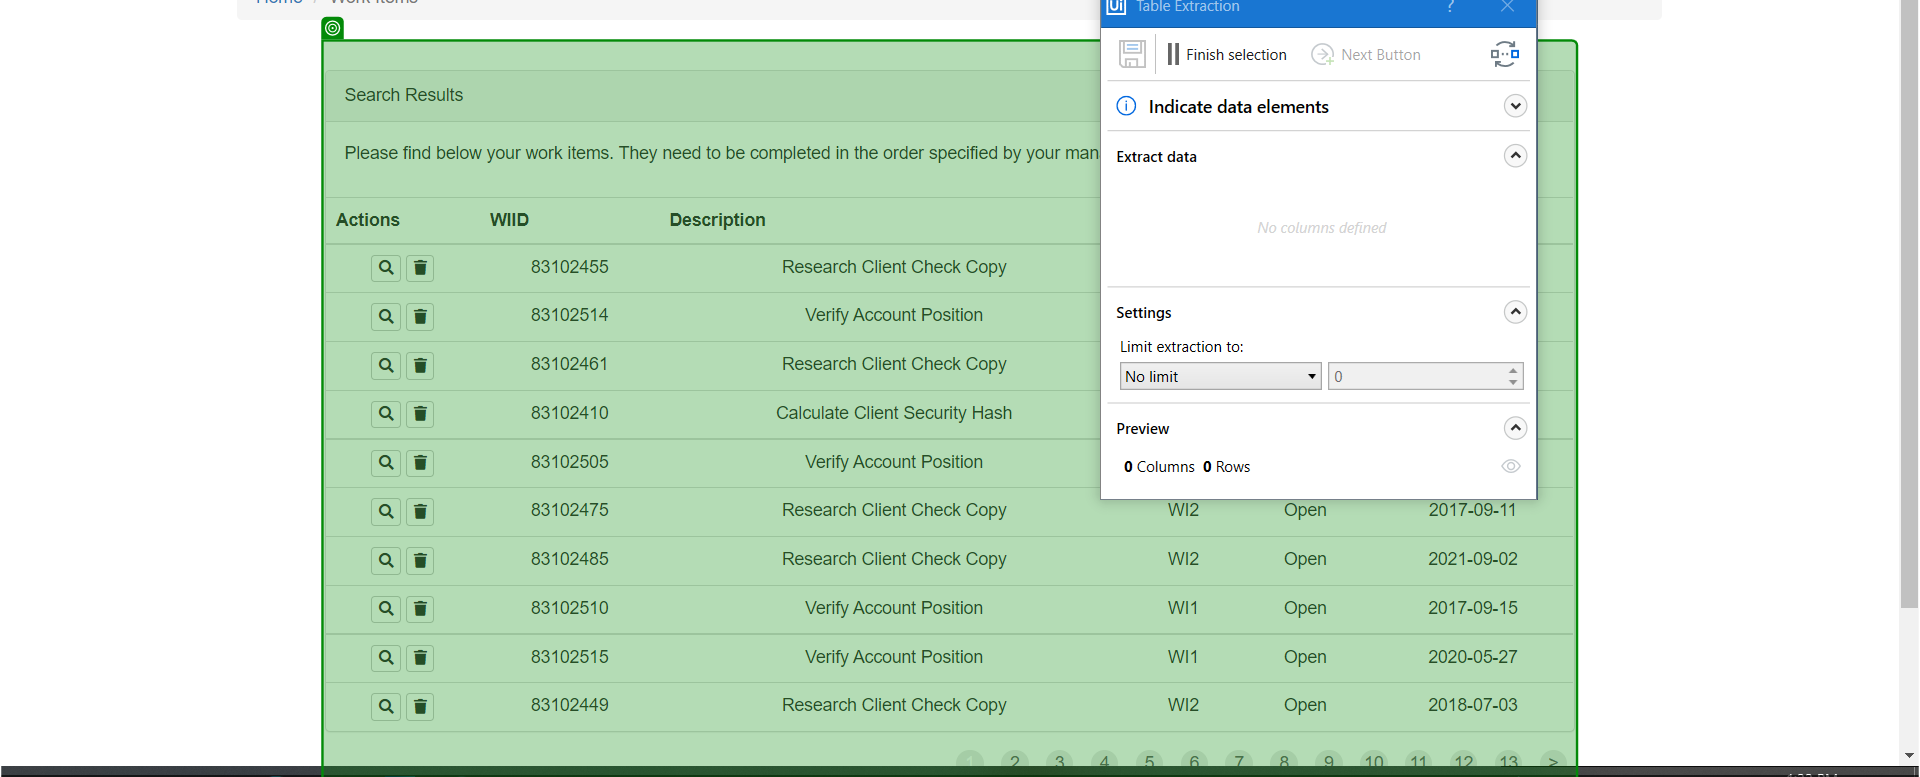 Home / Work Items
Ui Table Extraction ? ×
Finish selection Next Button
Indicate data elements
Extract data
No columns defined
Settings
Limit extraction to:
No limit 0
Preview
0 Columns 0 Rows
Search Results
Please find below your work items. They need to be completed in the order specified by your man
Actions WIID Description
83102455 Research Client Check Copy
83102514 Verify Account Position
83102461 Research Client Check Copy
83102410 Calculate Client Security Hash
83102505 Verify Account Position
83102475 Research Client Check Copy WI2 Open 2017-09-11
83102485 Research Client Check Copy WI2 Open 2021-09-02
83102510 Verify Account Position WI1 Open 2017-09-15
83102515 Verify Account Position WI1 Open 2020-05-27
83102449 Research Client Check Copy WI2 Open 2018-07-03
1 2 3 4 5 6 7 8 9 10 11 12 13 >